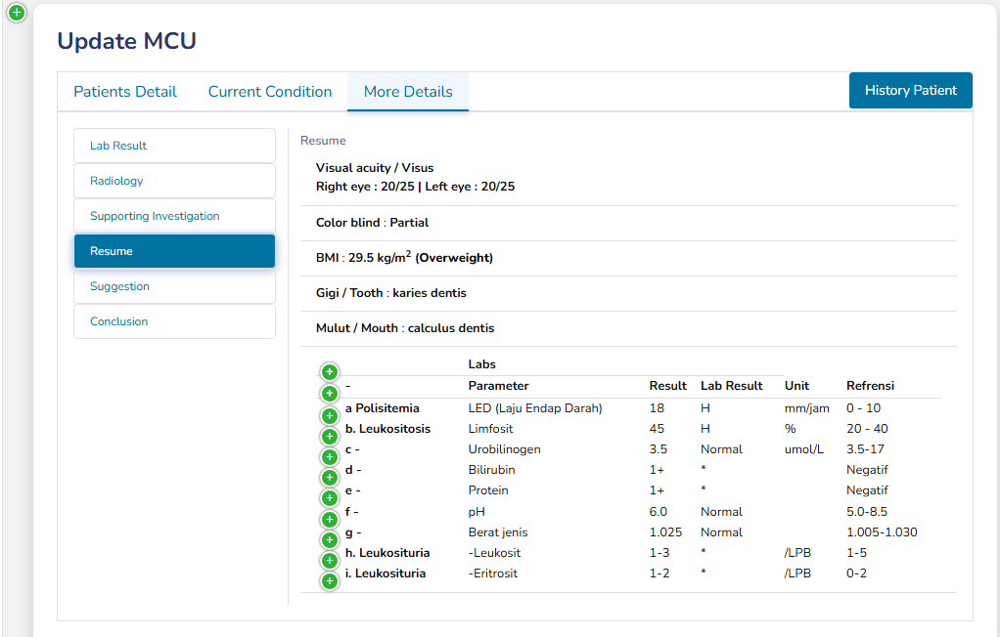 Update MCU
Patients Detail Current Condition More Details History Patient
Lab Result
Radiology
Supporting Investigation
Resume
Suggestion
Conclusion
Resume
Visual acuity / Visus
Right eye : 20/25 | Left eye : 20/25
Color blind : Partial
BMI : 29.5 kg/m² (Overweight)
Gigi / Tooth : karies dentis
Mulut / Mouth : calculus dentis
Labs
- Parameter Result Lab Result Unit Refrensi
a Polisitemia LED (Laju Endap Darah) 18 H mm/jam 0 - 10
b. Leukositosis Limfosit 45 H % 20 - 40
c - Urobilinogen 3.5 Normal umol/L 3.5-17
d - Bilirubin 1+ * Negatif
e - Protein 1+ * Negatif
f - pH 6.0 Normal 5.0-8.5
g - Berat jenis 1.025 Normal 1.005-1.030
h. Leukosituria -Leukosit 1-3 * /LPB 1-5
i. Leukosituria -Eritrosit 1-2 * /LPB 0-2